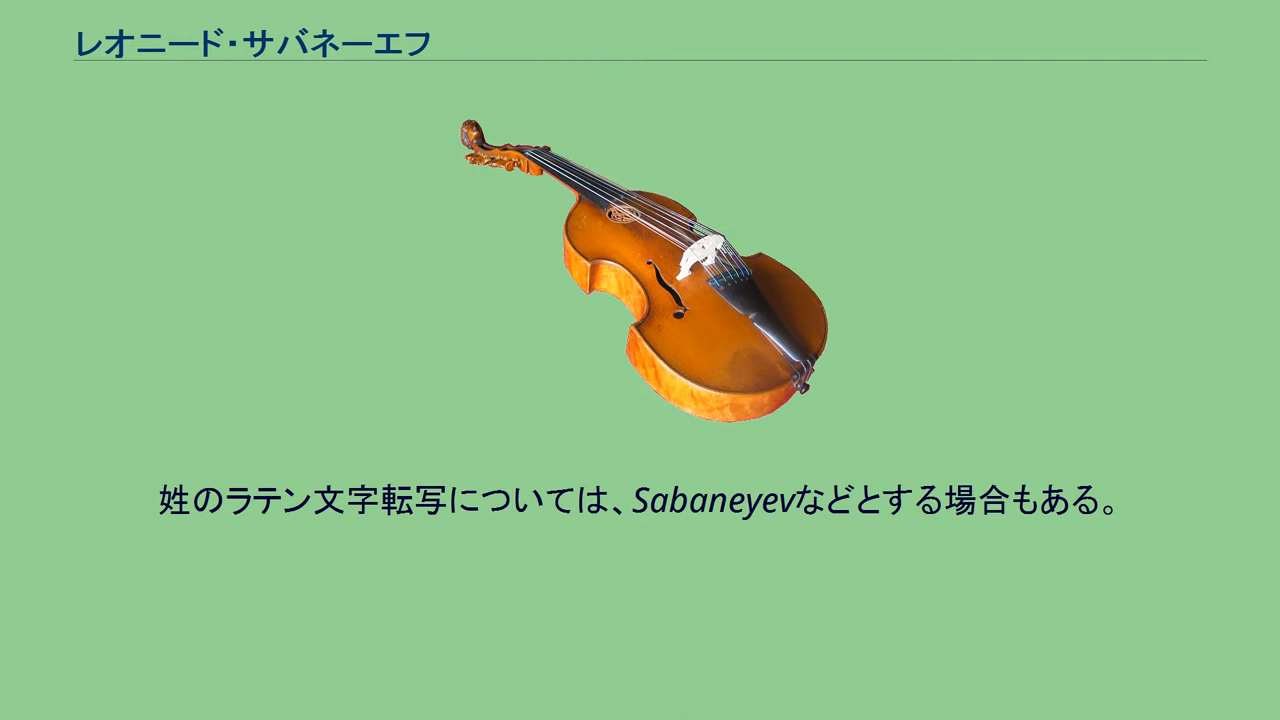 レオニード・サバネーエフ
姓のラテン文字転写については、Sabaneyevなどとする場合もある。